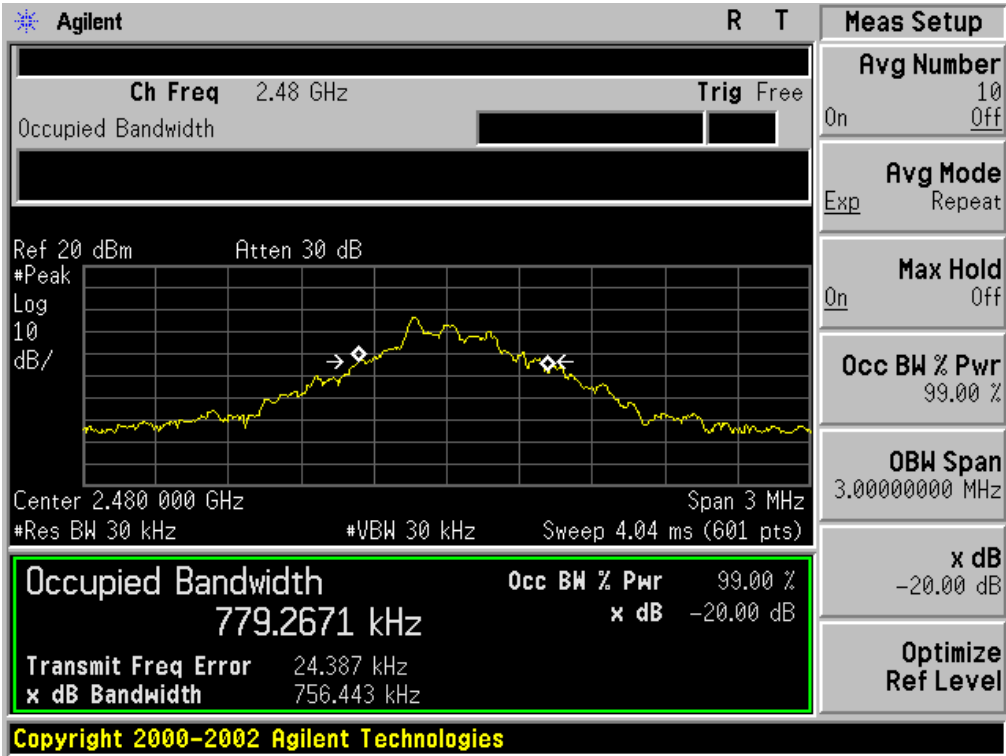 Agilent R T
Ch Freq 2.48 GHz Trig Free
Occupied Bandwidth
Ref 20 dBm Atten 30 dB
#Peak
Log
10
dB/
Center 2.480 000 GHz Span 3 MHz
#Res BW 30 kHz #VBW 30 kHz Sweep 4.04 ms (601 pts)
Occupied Bandwidth
779.2671 kHz
Occ BW % Pwr 99.00 %
x dB -20.00 dB
Transmit Freq Error 24.387 kHz
x dB Bandwidth 756.443 kHz
Copyright 2000-2002 Agilent Technologies
Meas Setup
Avg Number
10
On Off
Avg Mode
Exp Repeat
Max Hold
On Off
Occ BW % Pwr
99.00 %
OBW Span
3.00000000 MHz
x dB
-20.00 dB
Optimize
Ref Level